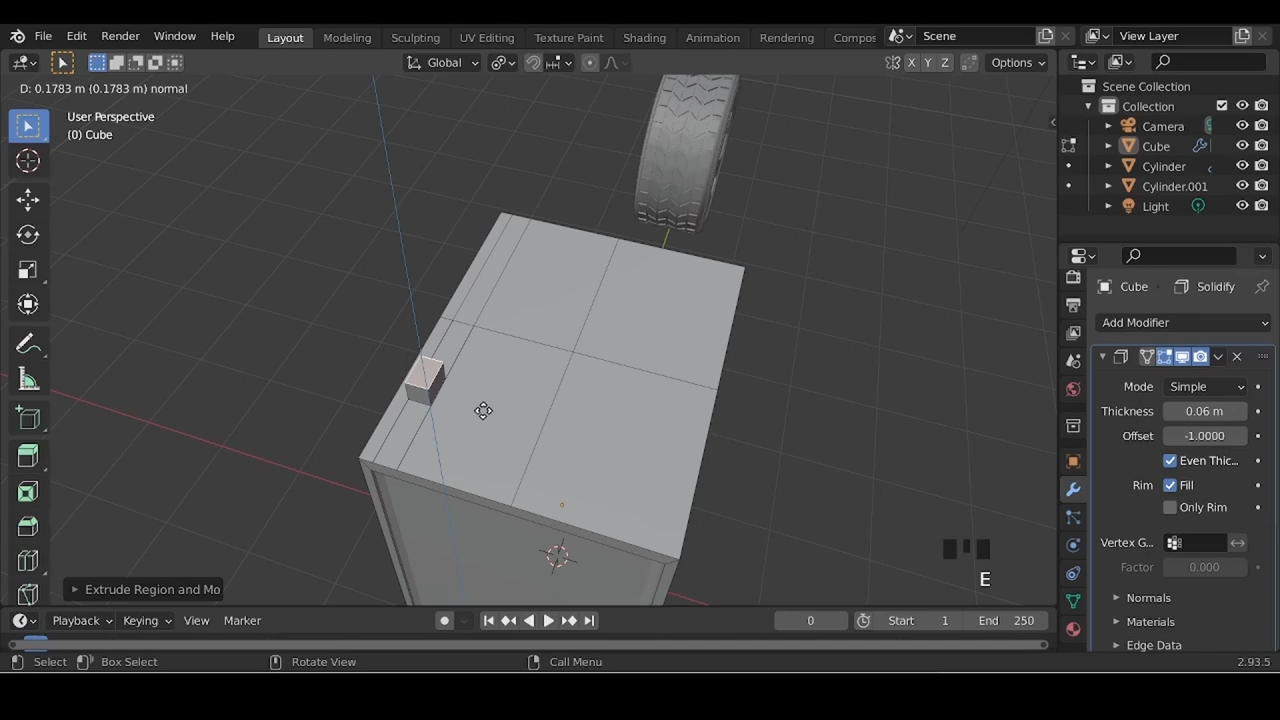 File Edit Render Window Help Layout Modeling Sculpting UV Editing Texture Paint Shading Animation Rendering Compos Scene View Layer
Global X Y Z Options
D: 0.1783 m (0.1783 m) normal
User Perspective
(0) Cube
Scene Collection
Collection
Camera
Cube
Cylinder
Cylinder.001
Light
Cube Solidify
Add Modifier
Mode Simple
Thickness 0.06 m
Offset -1.0000
Even Thic...
Rim Fill
Only Rim
Vertex G...
Factor 0.000
Normals
Materials
Edge Data
E
Extrude Region and Mo
Playback Keying View Marker 0 Start 1 End 250
Select Box Select Rotate View Call Menu 2.93.5